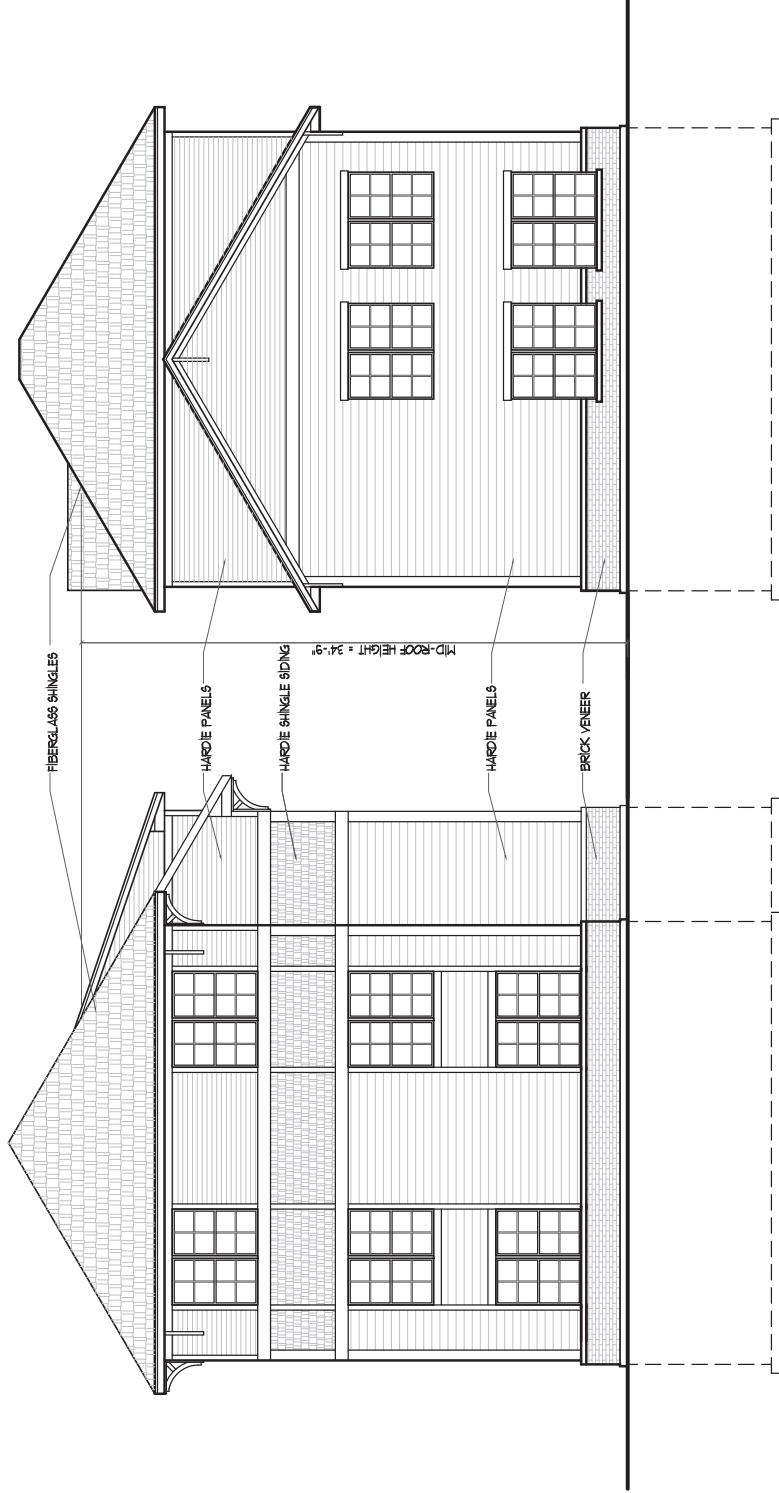 FIBERGLASS SHINGLES
HARDIE PANELS
HARDIE SHINGLE SIDING
MID-ROOF HEIGHT = 34'-9"
HARDIE PANELS
BRICK VENEER